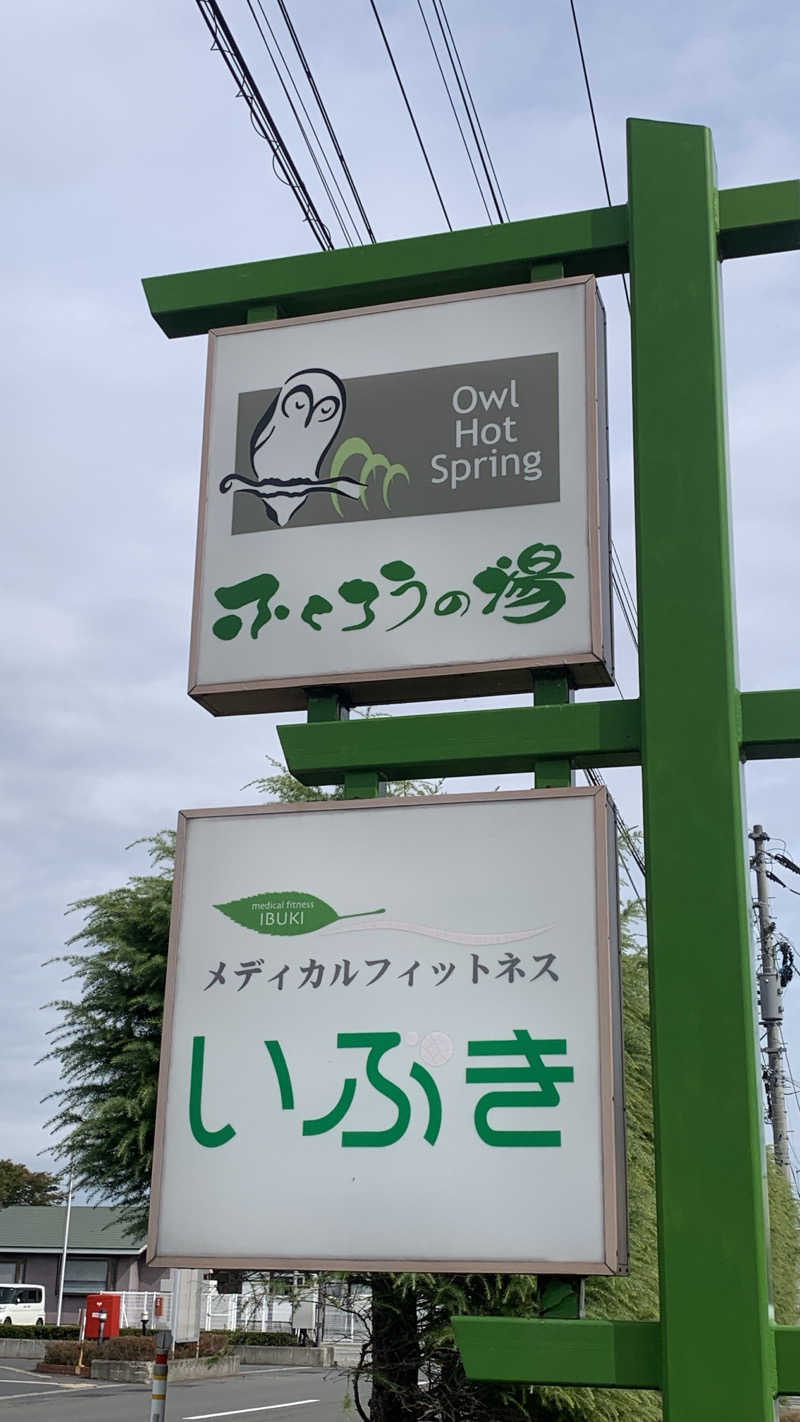 Owl
Hot
Spring
ふくろうの湯
medical fitness
IBUKI
メディカルフィットネス
いぶき